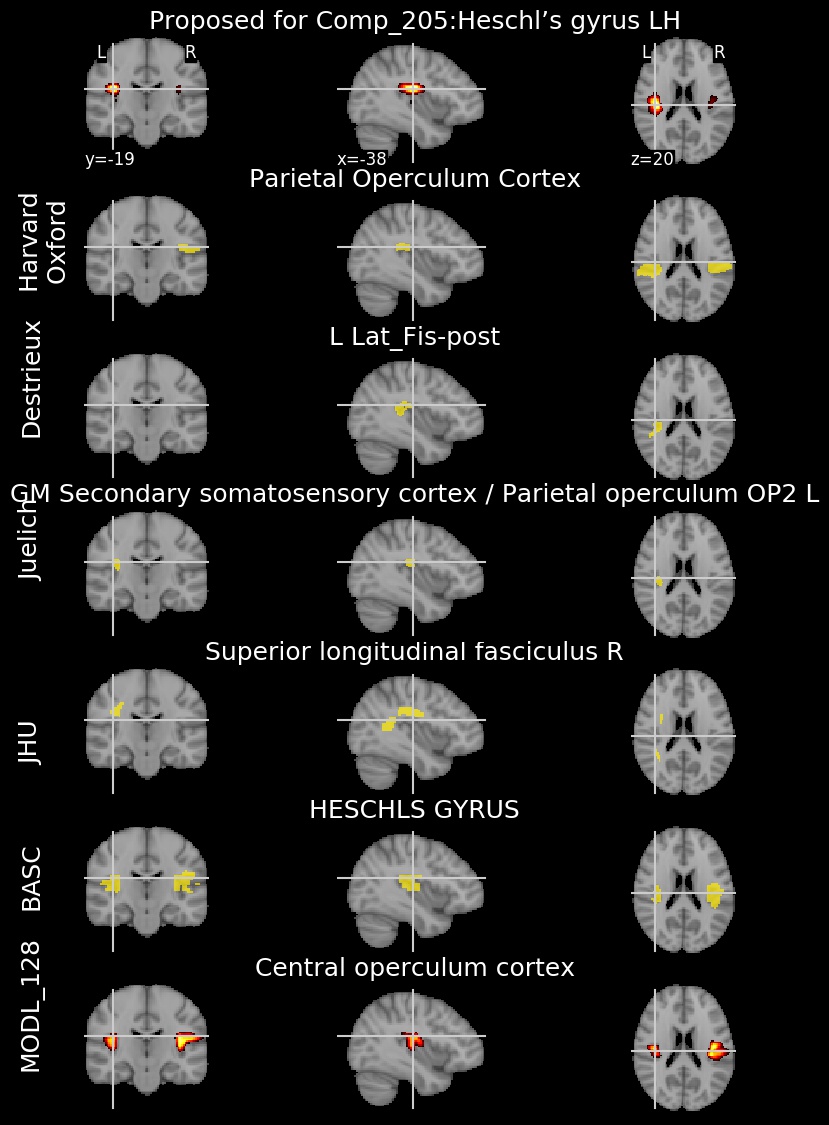 Proposed for Comp_205:Heschl’s gyrus LH
L R
L R
y=-19
x=-38
z=20
Parietal Operculum Cortex
Harvard
Oxford
L Lat_Fis-post
Destrieux
GM Secondary somatosensory cortex / Parietal operculum OP2 L
Juelich
Superior longitudinal fasciculus R
JHU
HESCHLS GYRUS
BASC
Central operculum cortex
MODL_128